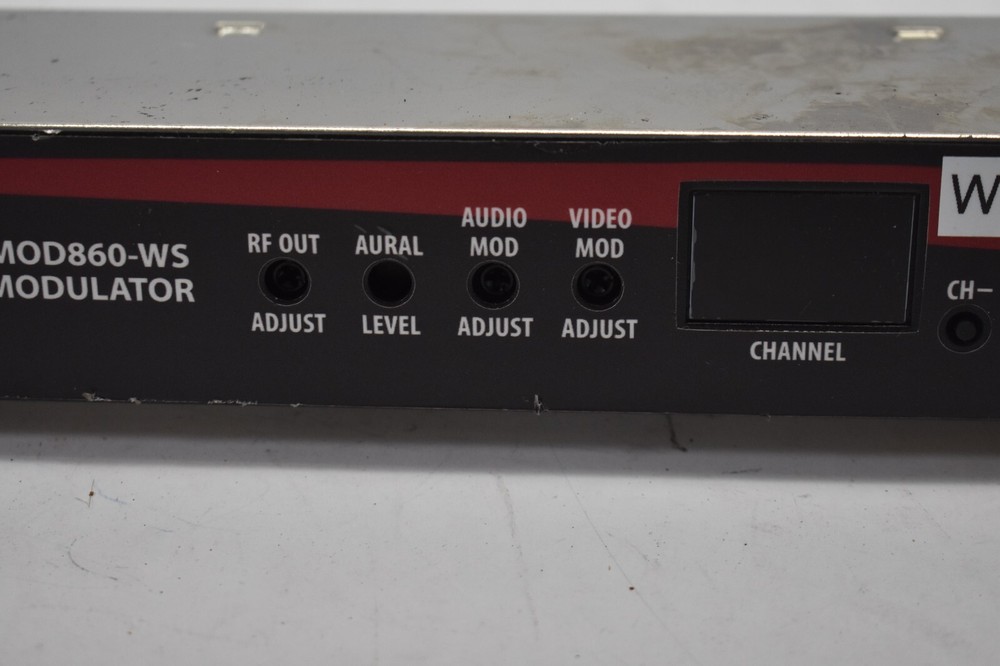 MOD860-WS
MODULATOR
RF OUT
ADJUST
AURAL
LEVEL
AUDIO
MOD
ADJUST
VIDEO
MOD
ADJUST
CHANNEL
W
CH–